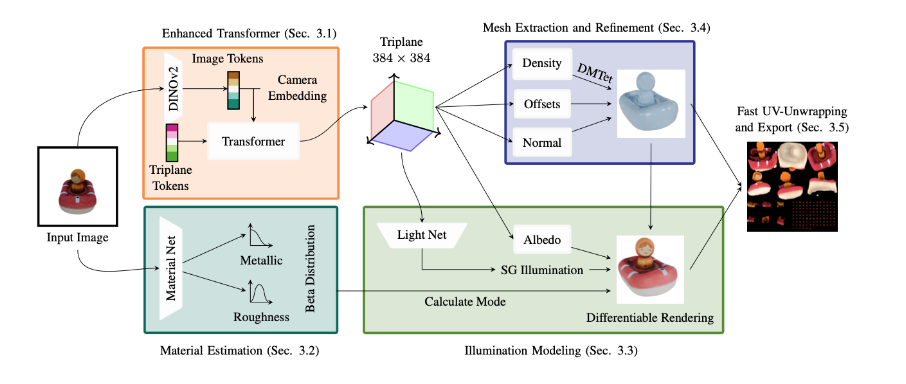 Enhanced Transformer (Sec. 3.1)
DINOv2
Image Tokens
Camera
Embedding
Transformer
Triplane
Tokens
Input Image
Triplane
384 × 384
Mesh Extraction and Refinement (Sec. 3.4)
Density
DMTet
Offsets
Normal
Fast UV-Unwrapping
and Export (Sec. 3.5)
Material Net
Metallic
Roughness
Beta Distribution
Material Estimation (Sec. 3.2)
Light Net
Albedo
SG Illumination
Calculate Mode
Differentiable Rendering
Illumination Modeling (Sec. 3.3)